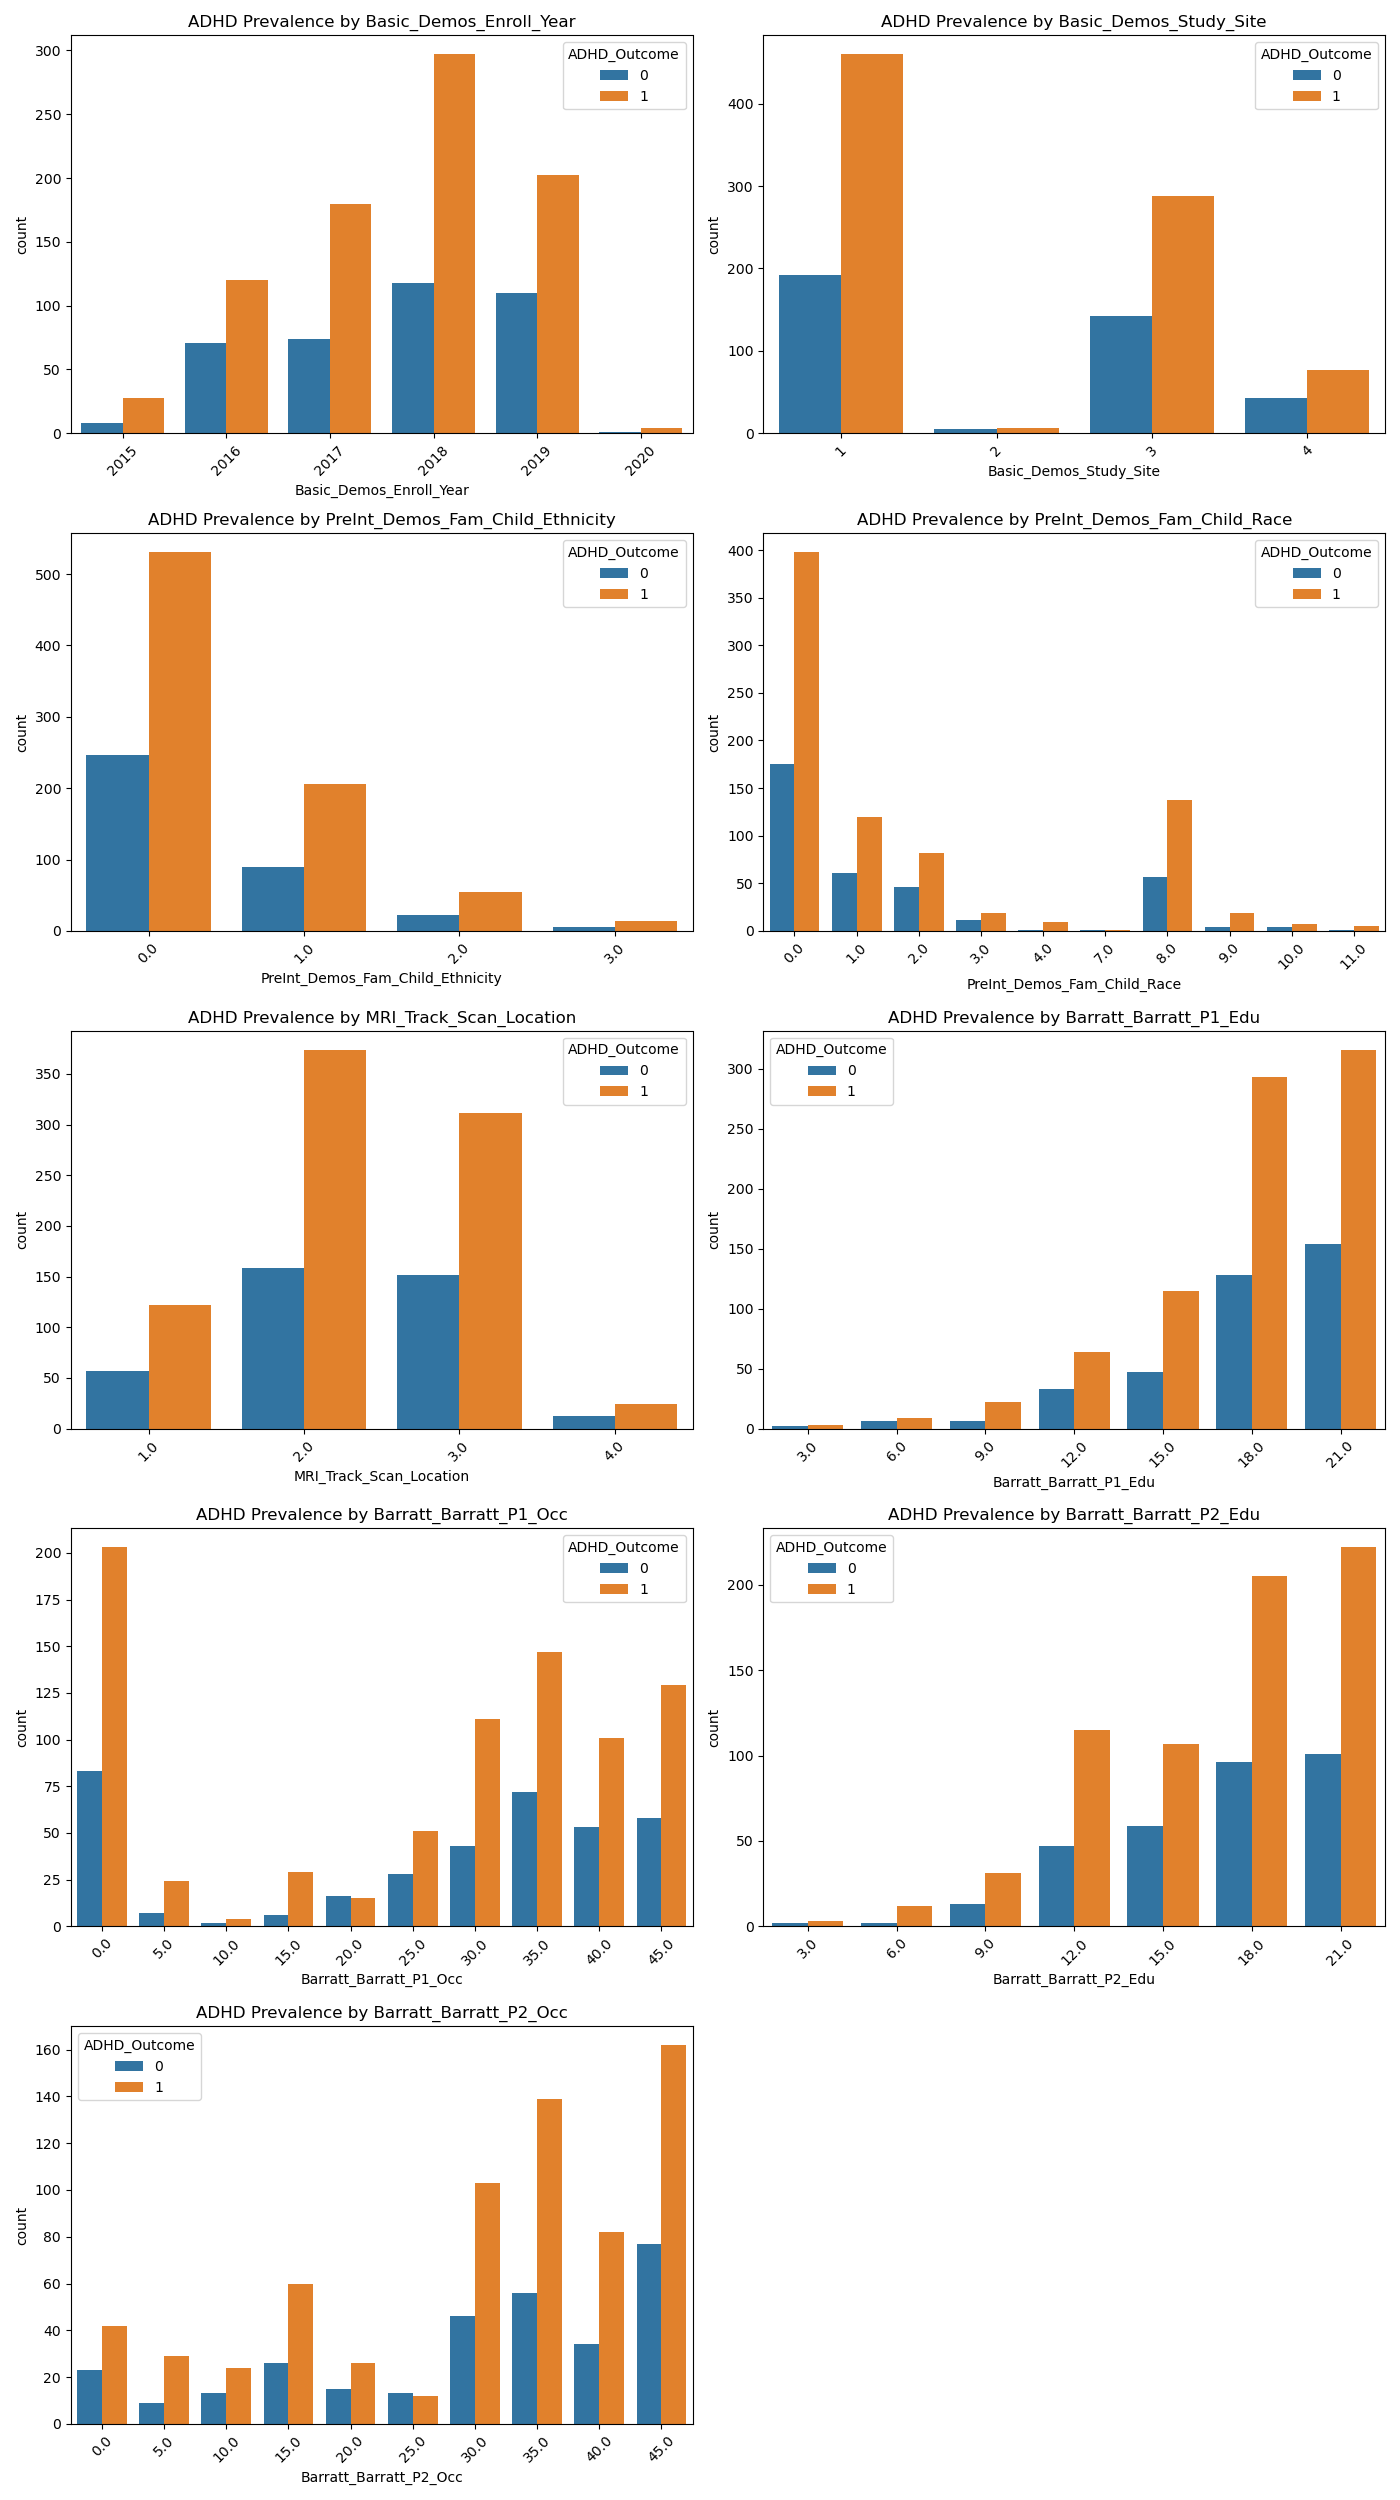 ADHD Prevalence by Basic_Demos_Enroll_Year
ADHD_Outcome
0
1
300
250
200
150
100
50
0
count
2015 2016 2017 2018 2019 2020
Basic_Demos_Enroll_Year
ADHD Prevalence by Basic_Demos_Study_Site
ADHD_Outcome
0
1
400
300
200
100
0
count
1 2 3 4
Basic_Demos_Study_Site
ADHD Prevalence by PreInt_Demos_Fam_Child_Ethnicity
ADHD_Outcome
0
1
500
400
300
200
100
0
count
0.0 1.0 2.0 3.0
PreInt_Demos_Fam_Child_Ethnicity
ADHD Prevalence by PreInt_Demos_Fam_Child_Race
ADHD_Outcome
0
1
400
350
300
250
200
150
100
50
0
count
0.0 1.0 2.0 3.0 4.0 7.0 8.0 9.0 10.0 11.0
PreInt_Demos_Fam_Child_Race
ADHD Prevalence by MRI_Track_Scan_Location
ADHD_Outcome
0
1
350
300
250
200
150
100
50
0
count
1.0 2.0 3.0 4.0
MRI_Track_Scan_Location
ADHD Prevalence by Barratt_Barratt_P1_Edu
ADHD_Outcome
0
1
300
250
200
150
100
50
0
count
3.0 6.0 9.0 12.0 15.0 18.0 21.0
Barratt_Barratt_P1_Edu
ADHD Prevalence by Barratt_Barratt_P1_Occ
ADHD_Outcome
0
1
200
175
150
125
100
75
50
25
0
count
0.0 5.0 10.0 15.0 20.0 25.0 30.0 35.0 40.0 45.0
Barratt_Barratt_P1_Occ
ADHD Prevalence by Barratt_Barratt_P2_Edu
ADHD_Outcome
0
1
200
150
100
50
0
count
3.0 6.0 9.0 12.0 15.0 18.0 21.0
Barratt_Barratt_P2_Edu
ADHD Prevalence by Barratt_Barratt_P2_Occ
ADHD_Outcome
0
1
160
140
120
100
80
60
40
20
0
count
0.0 5.0 10.0 15.0 20.0 25.0 30.0 35.0 40.0 45.0
Barratt_Barratt_P2_Occ